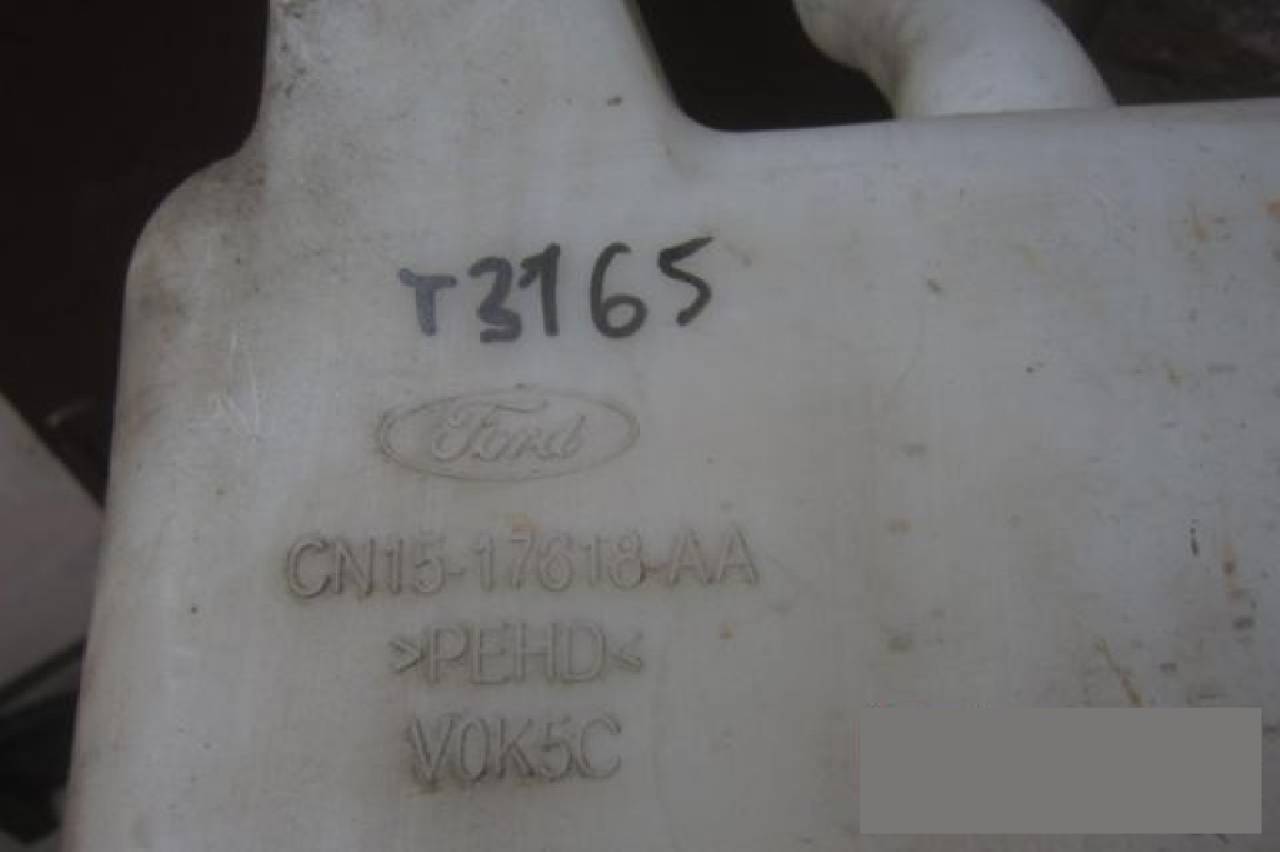 T3165
Ford
CN15-17618-AA
>PEHD<
V0K5C